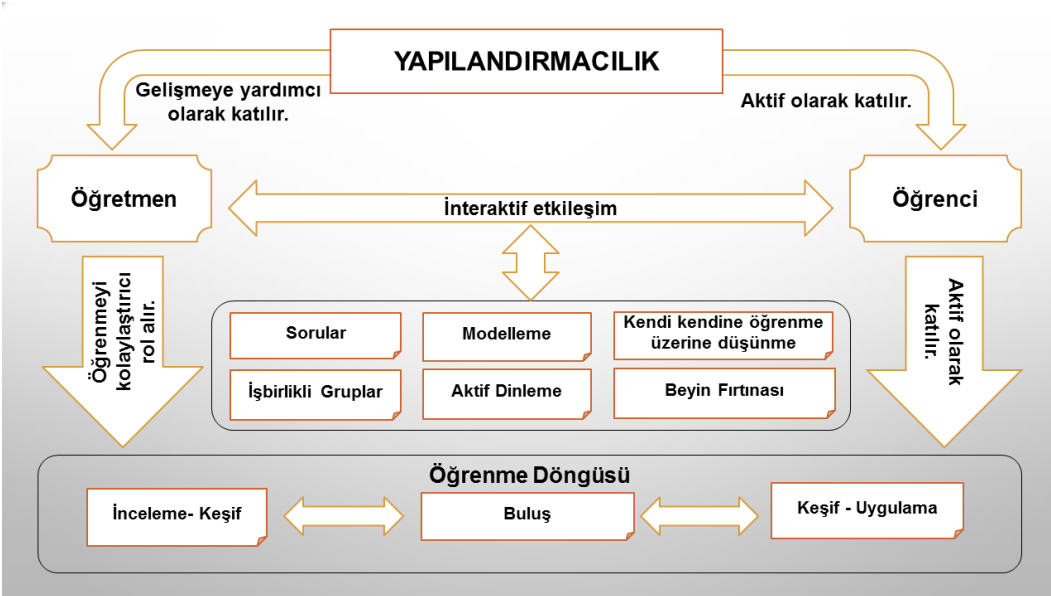 YAPILANDIRMACILIK
Gelişmeye yardımcı
olarak katılır.
Aktif olarak katılır.
Öğretmen
İnteraktif etkileşim
Öğrenci
Öğrenmeyi
kolaylaştırıcı
rol alır.
Sorular
Modelleme
Kendi kendine öğrenme
üzerine düşünme
İşbirlikli Gruplar
Aktif Dinleme
Beyin Fırtınası
Aktif olarak
katılır.
Öğrenme Döngüsü
İnceleme- Keşif
Buluş
Keşif - Uygulama